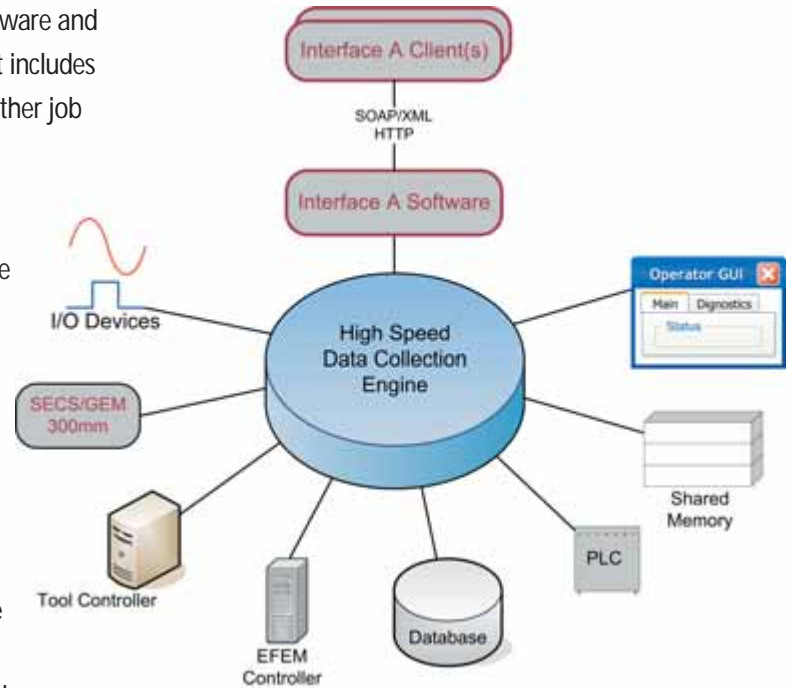 ware and
t includes
ther job
e
e
.
Interface A Client(s)
SOAP/XML
HTTP
Interface A Software
I/O Devices
High Speed
Data Collection
Engine
Operator GUI
Main Dignostics
Status
SECS/GEM
300mm
Shared
Memory
Tool Controller
EFEM
Controller
Database
PLC